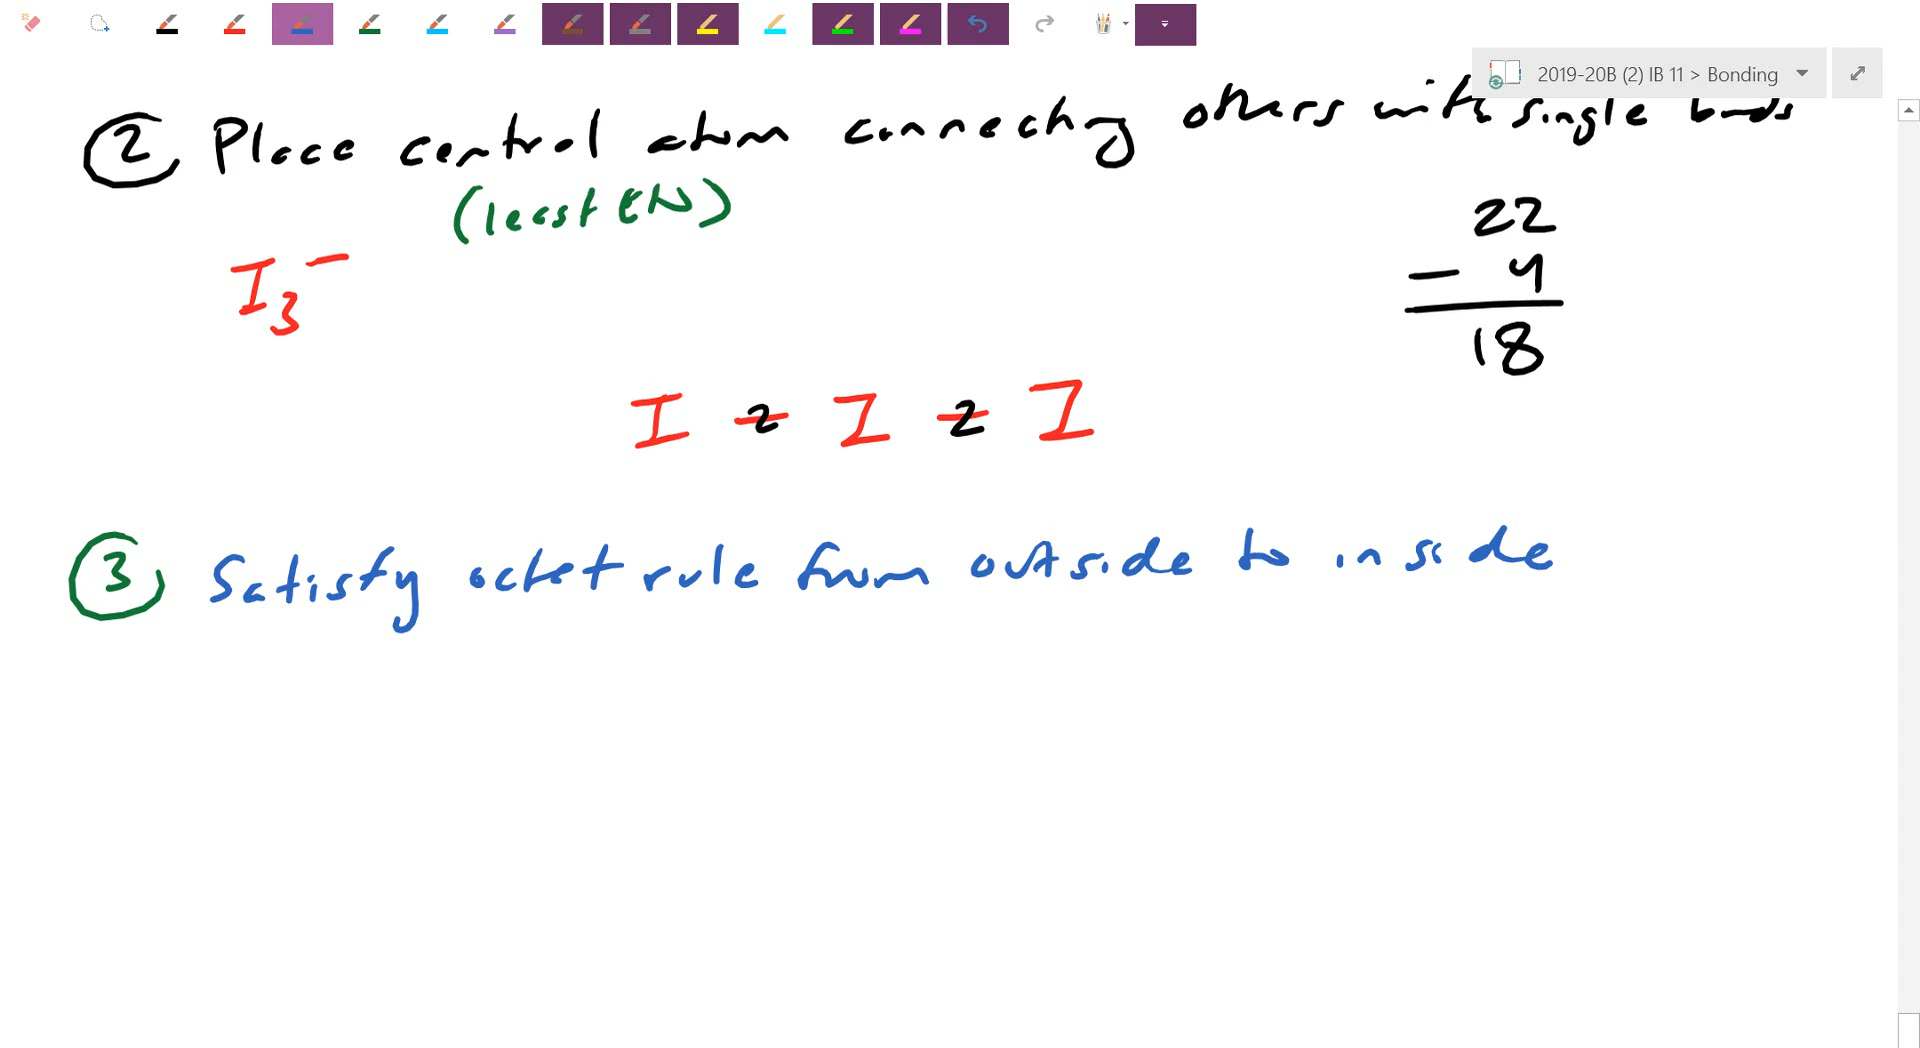 2019-20B (2) IB 11 > Bonding
② Place central atom connecting others with single bonds
(least EN)
I₃⁻
22
- 4
18
I - 2 I - 2 I
③ Satisfy octet rule from outside to inside